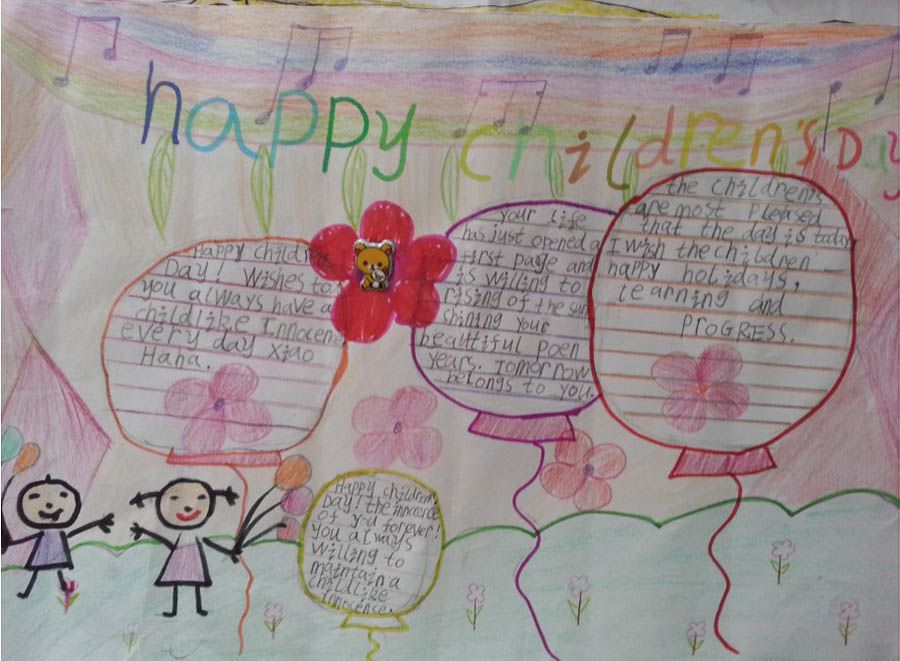 happy children's Day
Happy childr
Day! Wishes to
you always have a
childlike Innocene
every day Xiao
Haha.
your life
has just opened a
first page and
is willing to
rising of the sun
shining your
beautiful poen
years. Tomorrow
belongs to you.
the children's
are most pleased
that the day is today
I wish the children
happy holidays,
learning and
PROGRESS.
Happy children
Day! the innocence
of you forever!
you always
willing to
maintain a
childlike
innocence.